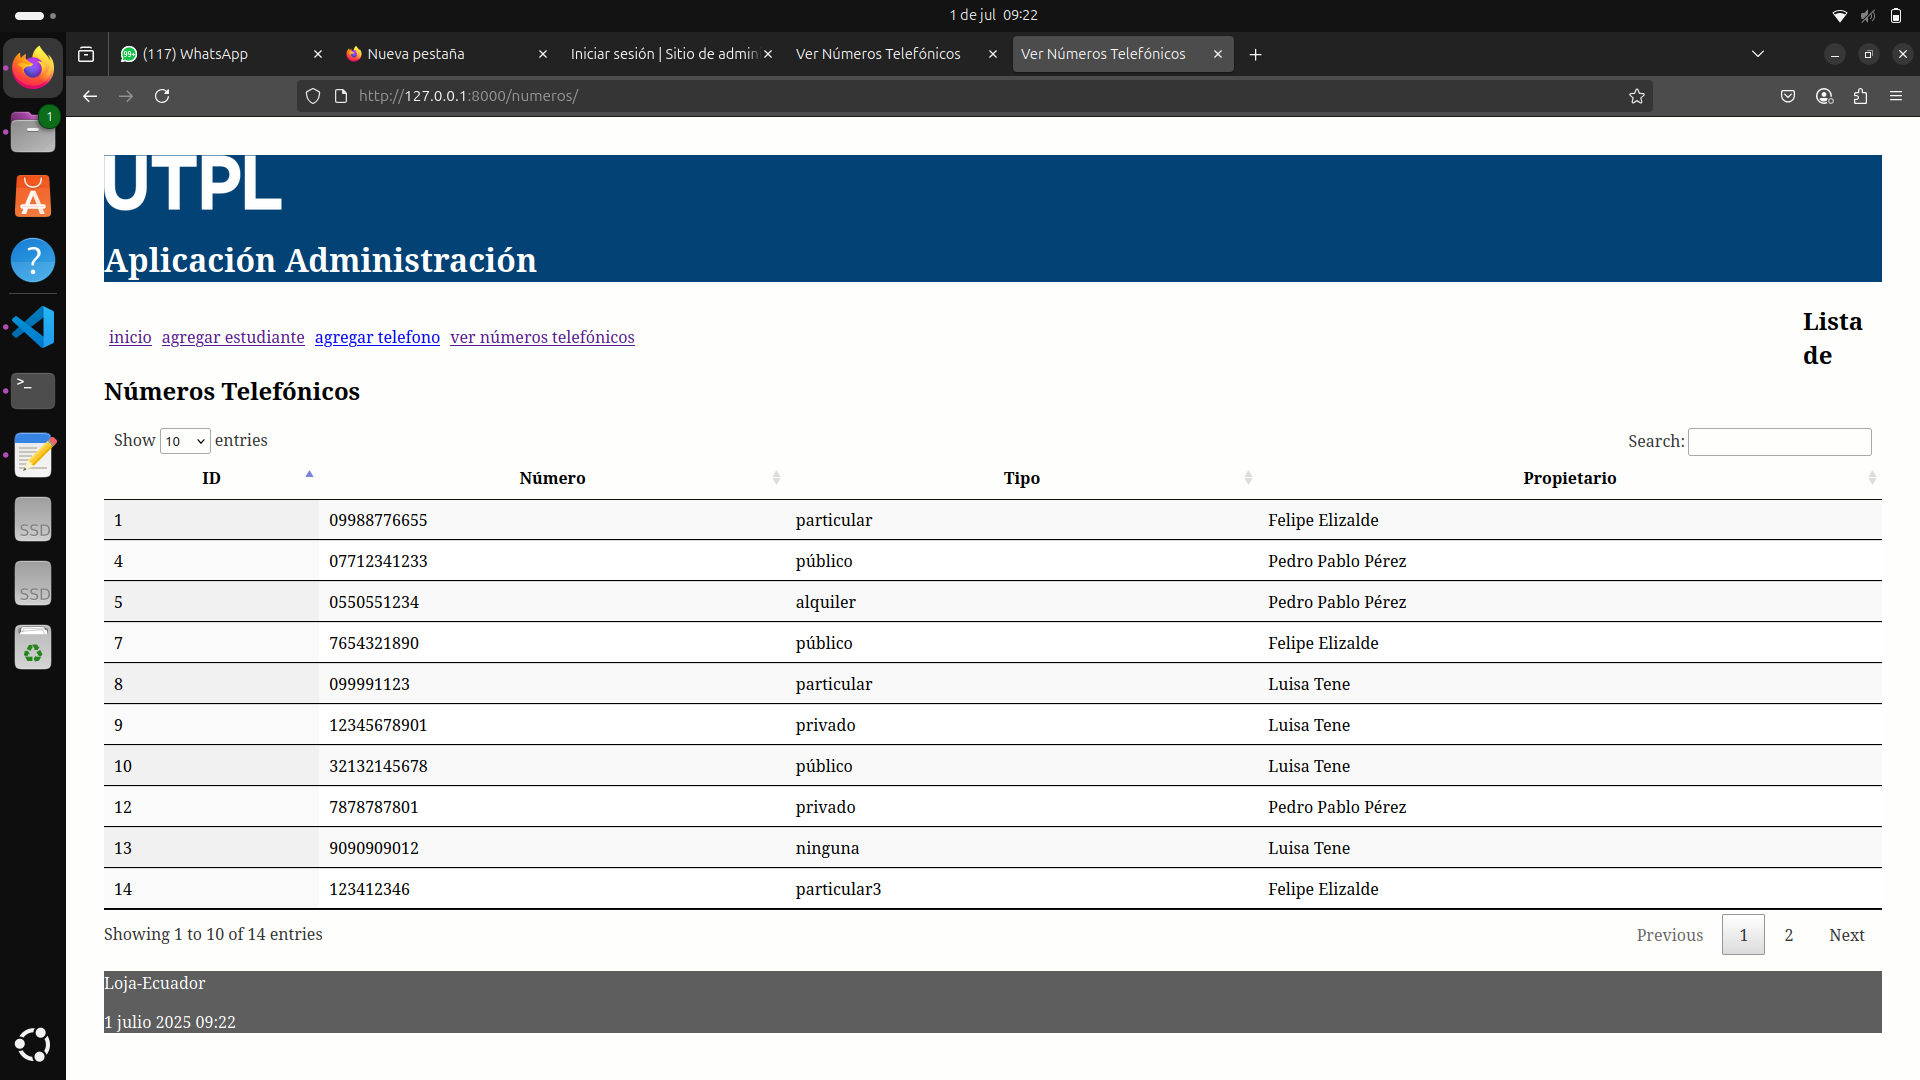 1 de jul 09:22
(117) WhatsApp
Nueva pestaña
Iniciar sesión | Sitio de admin
Ver Números Telefónicos
Ver Números Telefónicos
http://127.0.0.1:8000/numeros/
1
UTPL
Aplicación Administración
inicio agregar estudiante agregar telefono ver números telefónicos
Lista
de
Números Telefónicos
Show 10 entries
Search:
ID Número Tipo Propietario
1 09988776655 particular Felipe Elizalde
4 07712341233 público Pedro Pablo Pérez
5 0550551234 alquiler Pedro Pablo Pérez
7 7654321890 público Felipe Elizalde
8 099991123 particular Luisa Tene
9 12345678901 privado Luisa Tene
10 32132145678 público Luisa Tene
12 7878787801 privado Pedro Pablo Pérez
13 9090909012 ninguna Luisa Tene
14 123412346 particular3 Felipe Elizalde
Showing 1 to 10 of 14 entries
Previous 1 2 Next
Loja-Ecuador
1 julio 2025 09:22
SSD
SSD